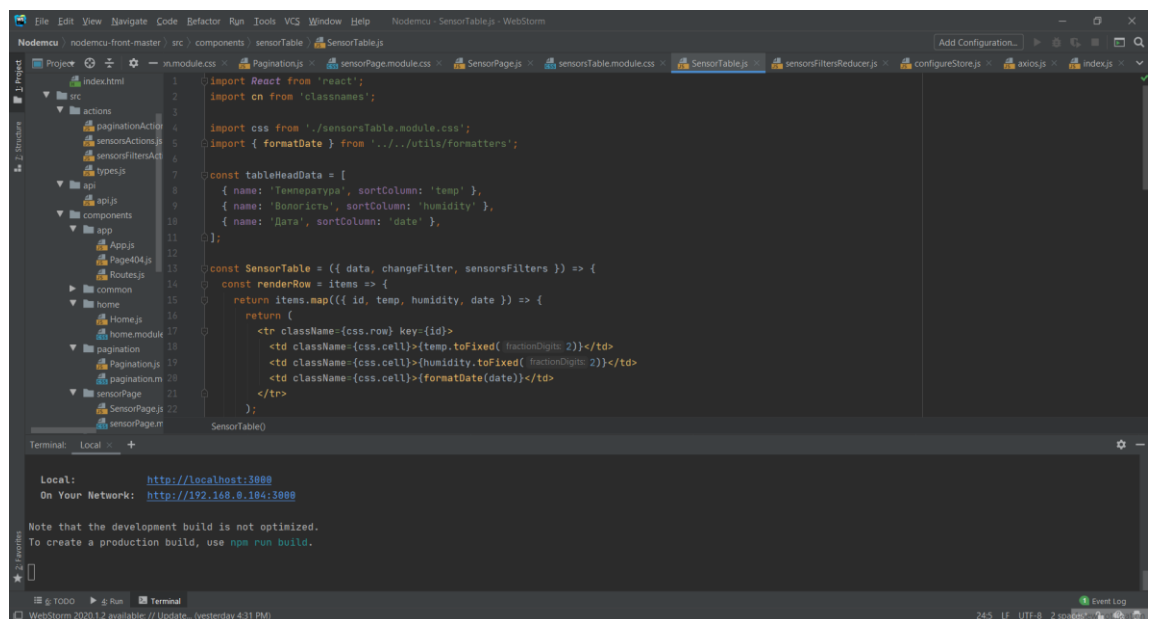 File Edit View Navigate Code Refactor Run Tools VCS Window Help Nodemcu - SensorTable.js - WebStorm
Nodemcu nodemcu-front-master src components sensorTable SensorTable.js Add Configuration...
1: Project
Z: Structure
2: Favorites
Project
n.module.css Pagination.js sensorPage.module.css SensorPage.js sensorsTable.module.css SensorTable.js sensorsFiltersReducer.js configureStore.js axios.js index.js
index.html
src
actions
paginationAction
sensorsActions.js
sensorsFiltersActi
types.js
api
api.js
components
app
App.js
Page404.js
Routes.js
common
home
Home.js
home.module
pagination
Pagination.js
pagination.m
sensorPage
SensorPage.js
sensorPage.m
1 import React from 'react';
2 import cn from 'classnames';
3
4 import css from './sensorsTable.module.css';
5 import { formatDate } from '../../utils/formatters';
6
7 const tableHeadData = [
8 { name: 'Температура', sortColumn: 'temp' },
9 { name: 'Вологість', sortColumn: 'humidity' },
10 { name: 'Дата', sortColumn: 'date' },
11 ];
12
13 const SensorTable = ({ data, changeFilter, sensorsFilters }) => {
14 const renderRow = items => {
15 return items.map(({ id, temp, humidity, date }) => {
16 return (
17 <tr className={css.row} key={id}>
18 <td className={css.cell}>{temp.toFixed( fractionDigits: 2)}</td>
19 <td className={css.cell}>{humidity.toFixed( fractionDigits: 2)}</td>
20 <td className={css.cell}>{formatDate(date)}</td>
21 </tr>
22 );
SensorTable()
Terminal: Local +
Local: http://localhost:3000
On Your Network: http://192.168.0.104:3000
Note that the development build is not optimized.
To create a production build, use npm run build.
6: TODO 4: Run Terminal 1 Event Log
WebStorm 2020.1.2 available: // Update... (yesterday 4:31 PM) 24:5 LF UTF-8 2 spaces